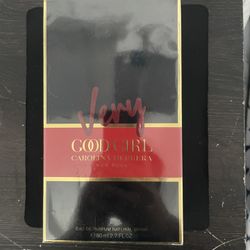 Very
GOOD GIRL
CAROLINA HERRERA
NEW YORK
EAU DE PARFUM NATURAL SPRAY
80 ml 2.7 FL. OZ.